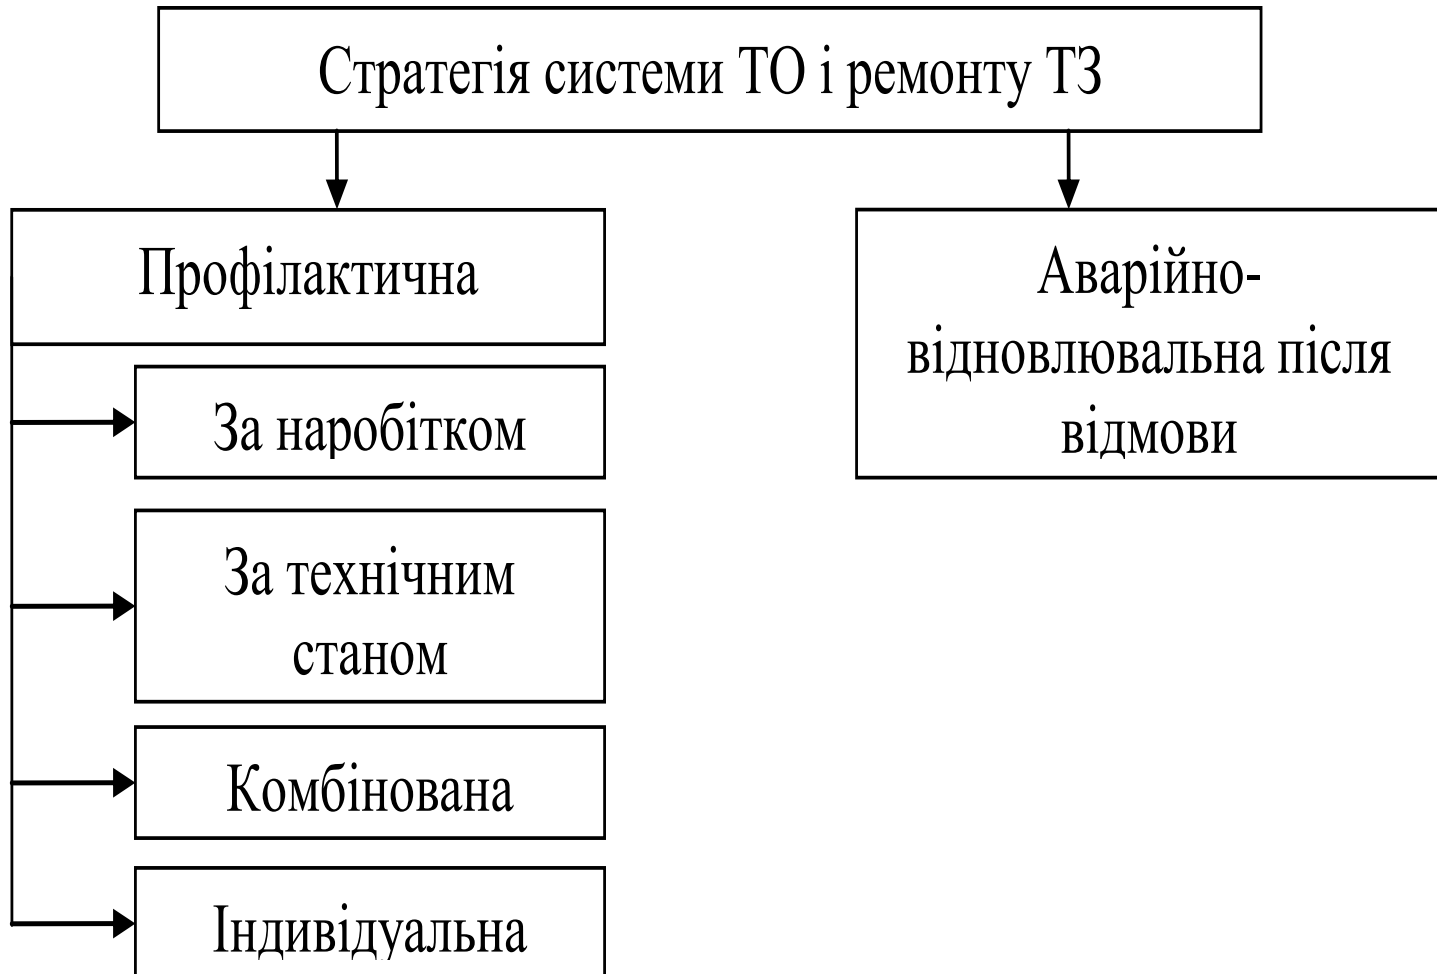 Стратегія системи ТО і ремонту ТЗ
Профілактична
Аварійно-
відновлювальна після
відмови
За наробітком
За технічним
станом
Комбінована
Індивідуальна